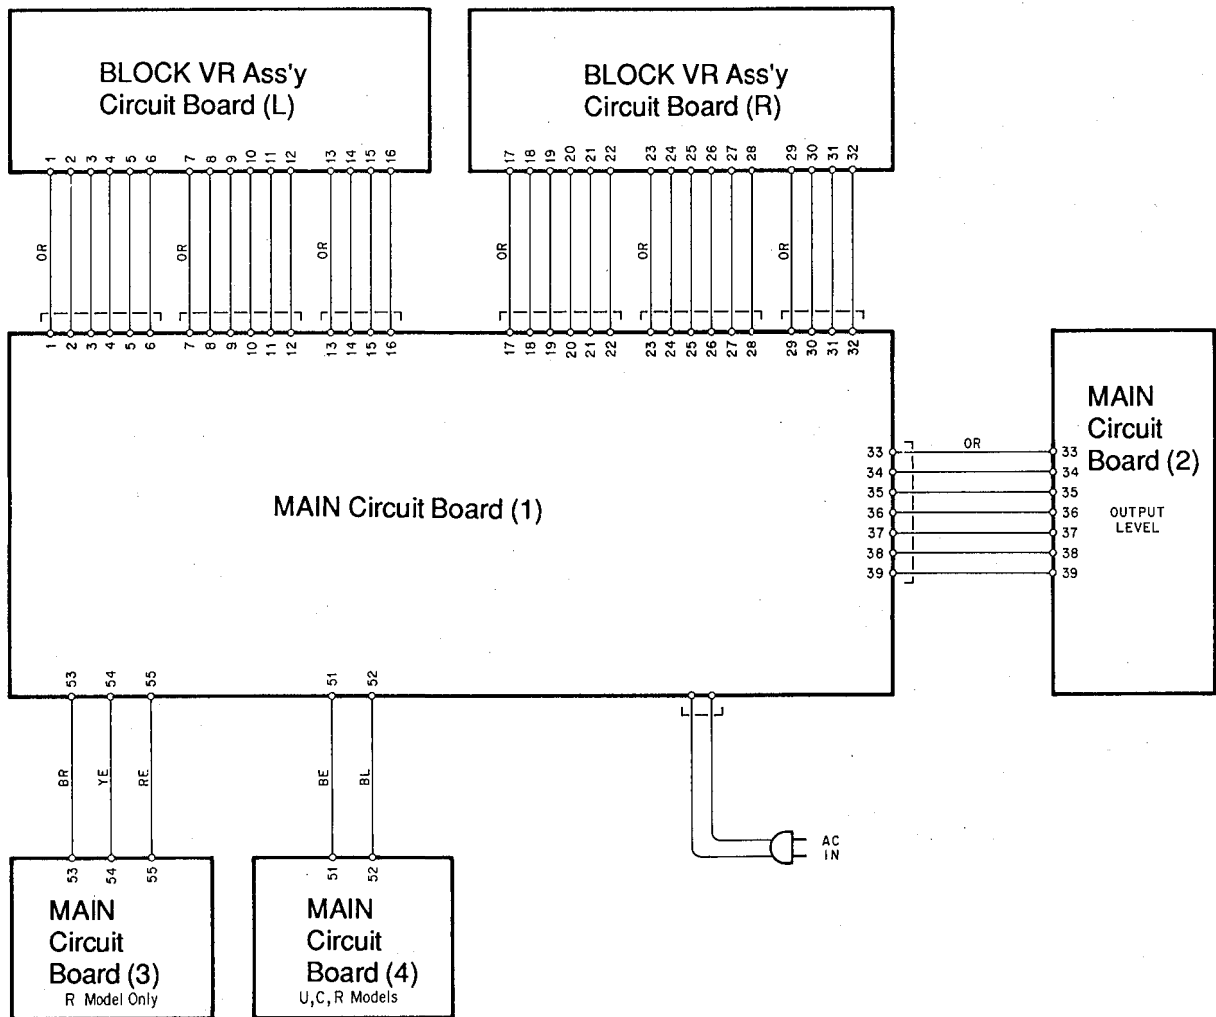 BLOCK VR Ass'y
Circuit Board (L)
BLOCK VR Ass'y
Circuit Board (R)
1 2 3 4 5 6 7 8 9 10 11 12 13 14 15 16
17 18 19 20 21 22 23 24 25 26 27 28 29 30 31 32
OR OR OR OR OR OR
1 2 3 4 5 6 7 8 9 10 11 12 13 14 15 16
17 18 19 20 21 22 23 24 25 26 27 28 29 30 31 32
MAIN
Circuit
Board (2)
OUTPUT
LEVEL
OR
33 33
34 34
35 35
36 36
37 37
38 38
39 39
MAIN Circuit Board (1)
53 54 55 51 52
BR YE RE BE BL
AC
IN
53 54 55 51 52
MAIN
Circuit
Board (3)
R Model Only
MAIN
Circuit
Board (4)
U,C,R Models